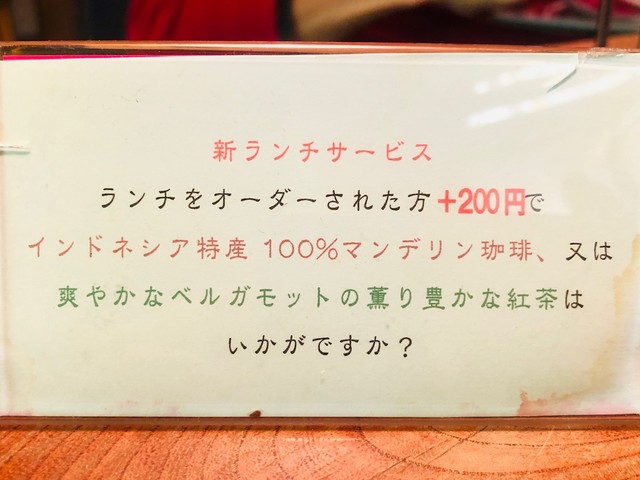 新ランチサービス
ランチをオーダーされた方+200円で
インドネシア特産 100%マンデリン珈琲、又は
爽やかなベルガモットの薫り豊かな紅茶は
いかがですか？